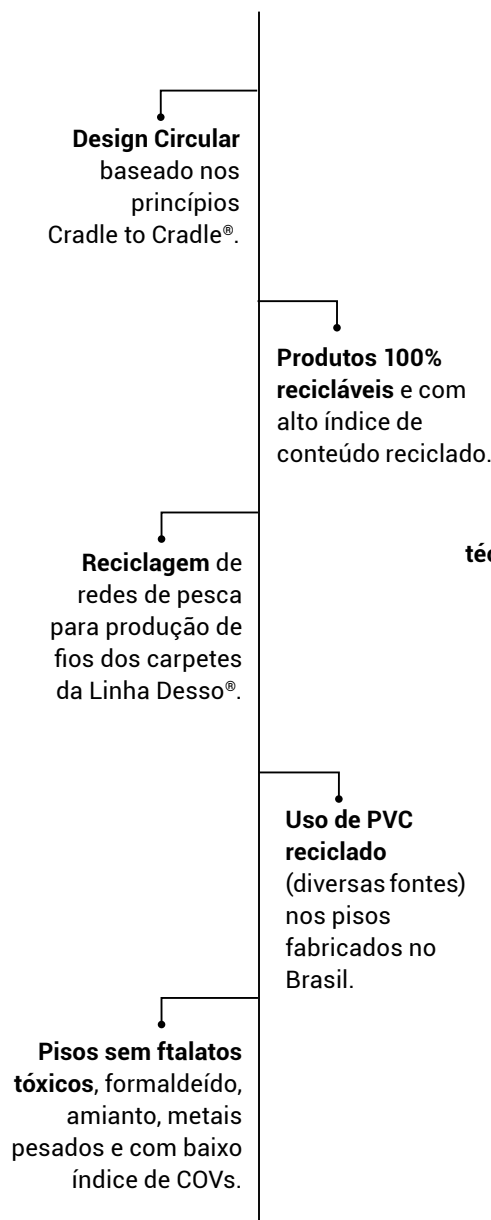 Design Circular
baseado nos
princípios
Cradle to Cradle®.
Produtos 100%
recicláveis e com
alto índice de
conteúdo reciclado.
Reciclagem de
redes de pesca
para produção de
fios dos carpetes
da Linha Desso®.
Uso de PVC
reciclado
(diversas fontes)
nos pisos
fabricados no
Brasil.
Pisos sem ftalatos
tóxicos, formaldeído,
amianto, metais
pesados e com baixo
índice de COVs.